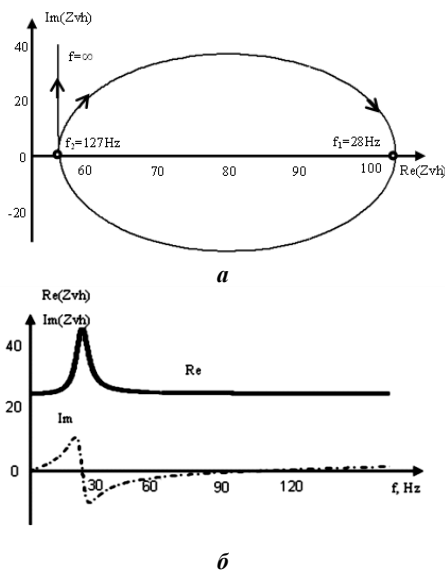 Im(Zvh)
40
f=∞
20
f₂=127Hz
f₁=28Hz
0
60 70 80 90 100 Re(Zvh)
-20
а
Re(Zvh)
Im(Zvh)
40
Re
20
Im
0
30 60 90 120 f, Hz
б